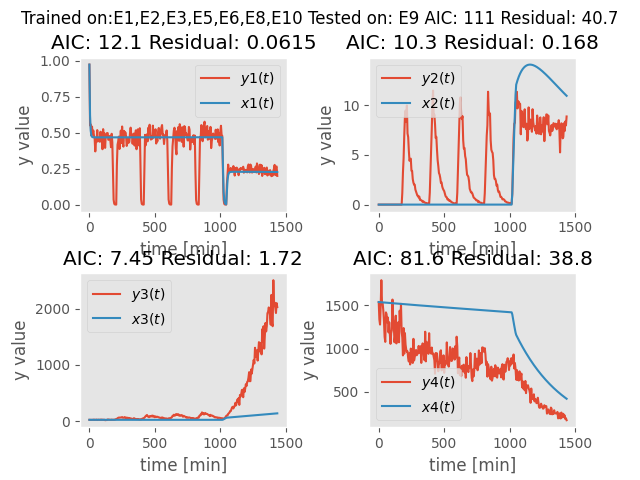 Trained on:E1,E2,E3,E5,E6,E8,E10 Tested on: E9 AIC: 111 Residual: 40.7
AIC: 12.1 Residual: 0.0615
1.00
0.75
0.50
0.25
0.00
y value
y1(t)
x1(t)
0
500
1000
1500
time [min]
AIC: 10.3 Residual: 0.168
10
5
0
y value
y2(t)
x2(t)
0
500
1000
1500
time [min]
AIC: 7.45 Residual: 1.72
2000
1000
0
y value
y3(t)
x3(t)
0
500
1000
1500
time [min]
AIC: 81.6 Residual: 38.8
1500
1000
500
y value
y4(t)
x4(t)
0
500
1000
1500
time [min]